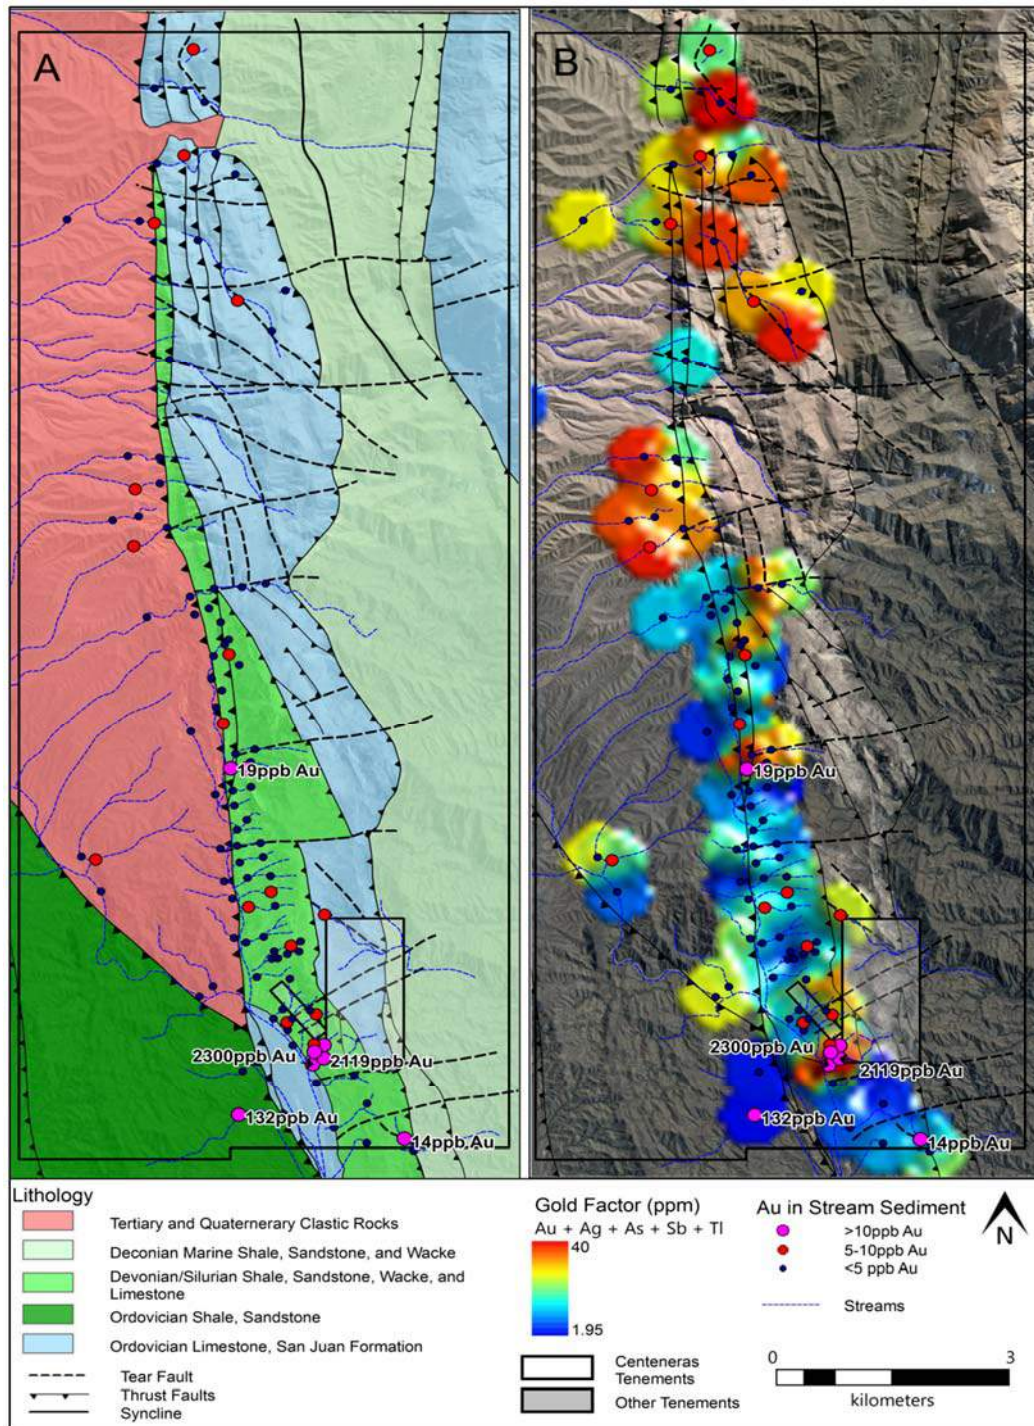 A
B
19ppb Au
19ppb Au
2300ppb Au
2119ppb Au
2300ppb Au
2119ppb Au
132ppb Au
14ppb Au
132ppb Au
14ppb Au
Lithology
Tertiary and Quaternerary Clastic Rocks
Deconian Marine Shale, Sandstone, and Wacke
Devonian/Silurian Shale, Sandstone, Wacke, and
Limestone
Ordovician Shale, Sandstone
Ordovician Limestone, San Juan Formation
Tear Fault
Thrust Faults
Syncline
Gold Factor (ppm)
Au + Ag + As + Sb + Tl
40
1.95
Centeneras
Tenements
Other Tenements
Au in Stream Sediment
>10ppb Au
5-10ppb Au
<5 ppb Au
Streams
N
0 3
kilometers